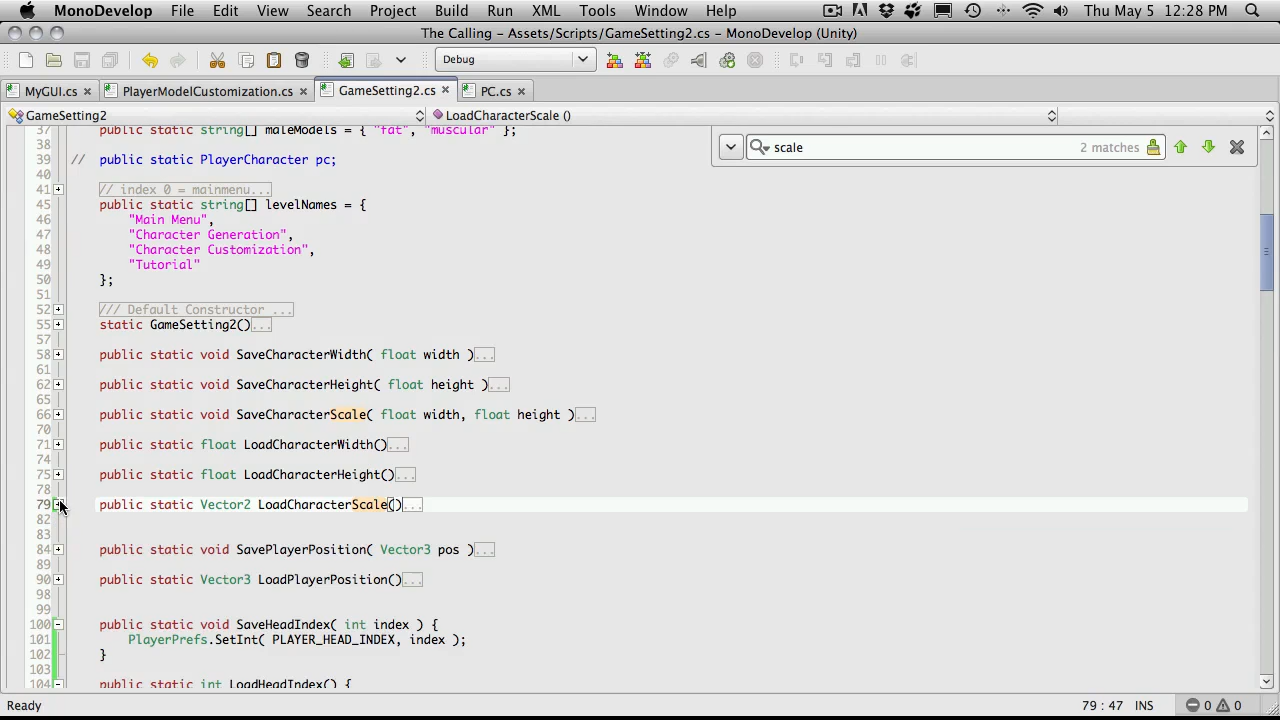 MonoDevelop File Edit View Search Project Build Run XML Tools Window Help Thu May 5 12:28 PM
The Calling – Assets/Scripts/GameSetting2.cs – MonoDevelop (Unity)
Debug
MyGUI.cs PlayerModelCustomization.cs GameSetting2.cs PC.cs
GameSetting2 LoadCharacterScale ()
scale 2 matches
37 public static string[] maleModels = { "fat", "muscular" };
38
39 // public static PlayerCharacter pc;
40
41 // index 0 = mainmenu...
45 public static string[] levelNames = {
46 "Main Menu",
47 "Character Generation",
48 "Character Customization",
49 "Tutorial"
50 };
51
52 /// Default Constructor ...
55 static GameSetting2()...
57
58 public static void SaveCharacterWidth( float width )...
61
62 public static void SaveCharacterHeight( float height )...
65
66 public static void SaveCharacterScale( float width, float height )...
70
71 public static float LoadCharacterWidth()...
74
75 public static float LoadCharacterHeight()...
78
79 public static Vector2 LoadCharacterScale()...
82
83
84 public static void SavePlayerPosition( Vector3 pos )...
89
90 public static Vector3 LoadPlayerPosition()...
98
99
100 public static void SaveHeadIndex( int index ) {
101 PlayerPrefs.SetInt( PLAYER_HEAD_INDEX, index );
102 }
103
104 public static int LoadHeadIndex() {
Ready 79 : 47 INS 0 0